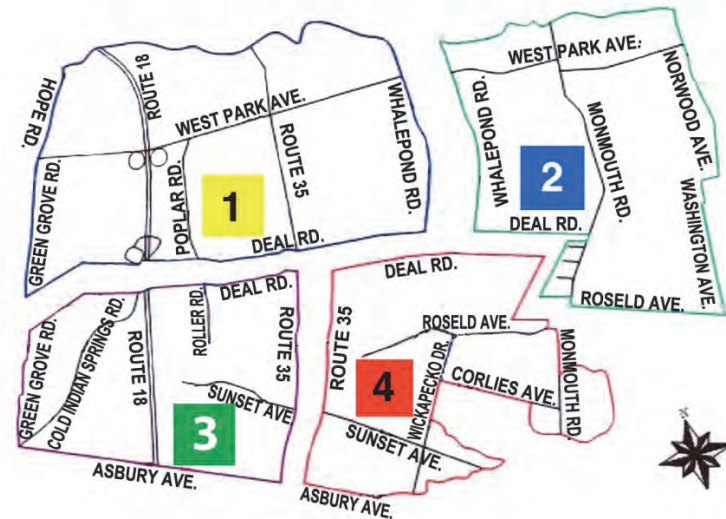 HOPE RD.
ROUTE 18
WEST PARK AVE.
GREEN GROVE RD.
POPLAR RD.
1
ROUTE 35
WHALEPOND RD.
DEAL RD.
WEST PARK AVE.
NORWOOD AVE.
WHALEPOND RD.
MONMOUTH RD.
2
WASHINGTON AVE.
DEAL RD.
ROSELD AVE.
GREEN GROVE RD.
COLD INDIAN SPRINGS RD.
ROUTE 18
ROLLER RD.
DEAL RD.
ROUTE 35
SUNSET AVE.
3
ASBURY AVE.
DEAL RD.
ROUTE 35
ROSELD AVE.
WICKAPECKO DR.
4
CORLIES AVE.
MONMOUTH RD.
SUNSET AVE.
ASBURY AVE.